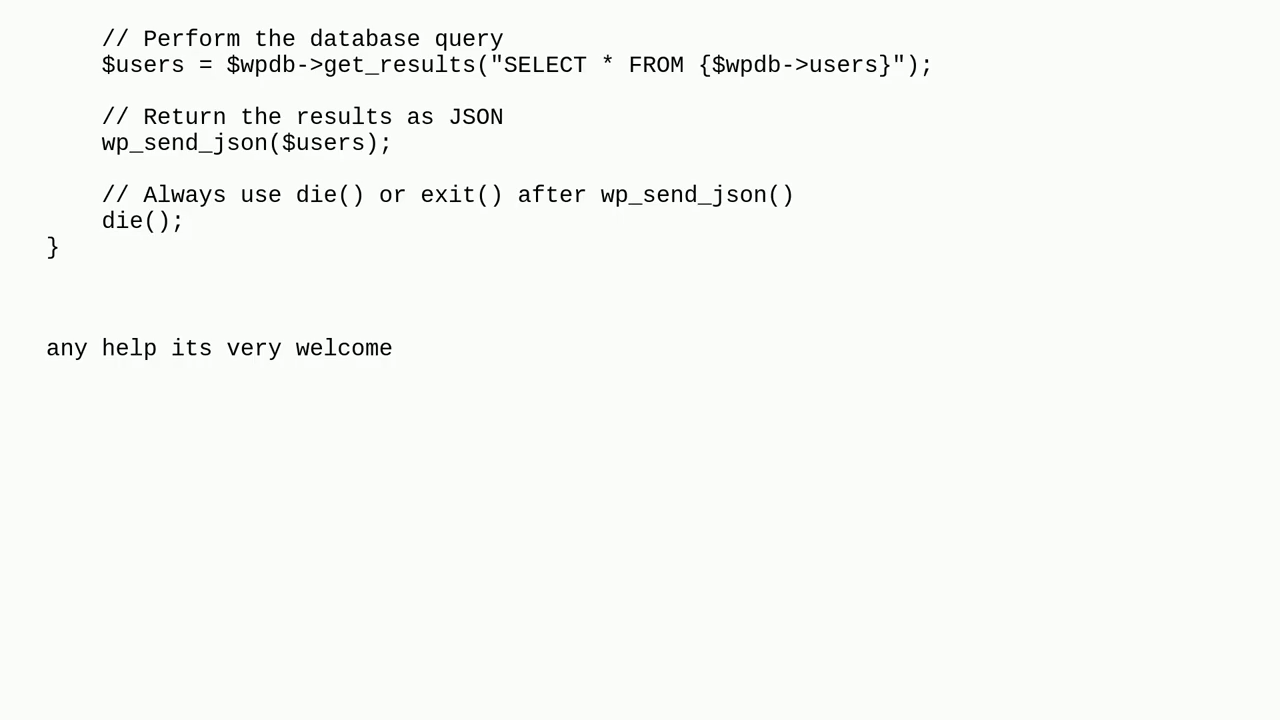 // Perform the database query
$users = $wpdb->get_results("SELECT * FROM {$wpdb->users}");
// Return the results as JSON
wp_send_json($users);
// Always use die() or exit() after wp_send_json()
die();
}
any help its very welcome